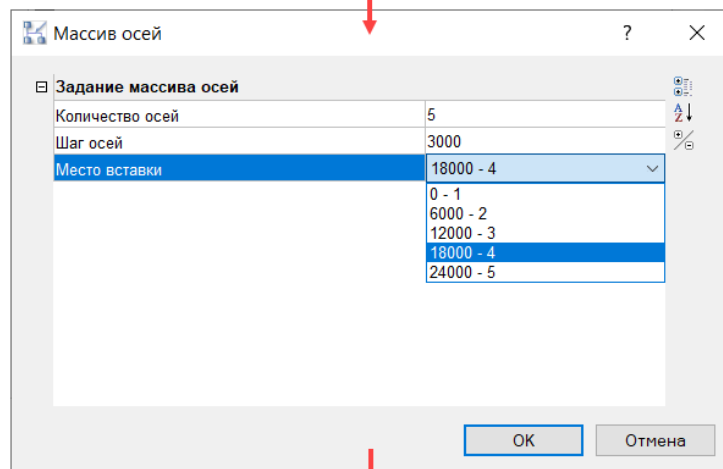 Массив осей
?
Задание массива осей
Количество осей 5
Шаг осей 3000
Место вставки 18000 - 4
0 - 1
6000 - 2
12000 - 3
18000 - 4
24000 - 5
A
Z
OK Отмена